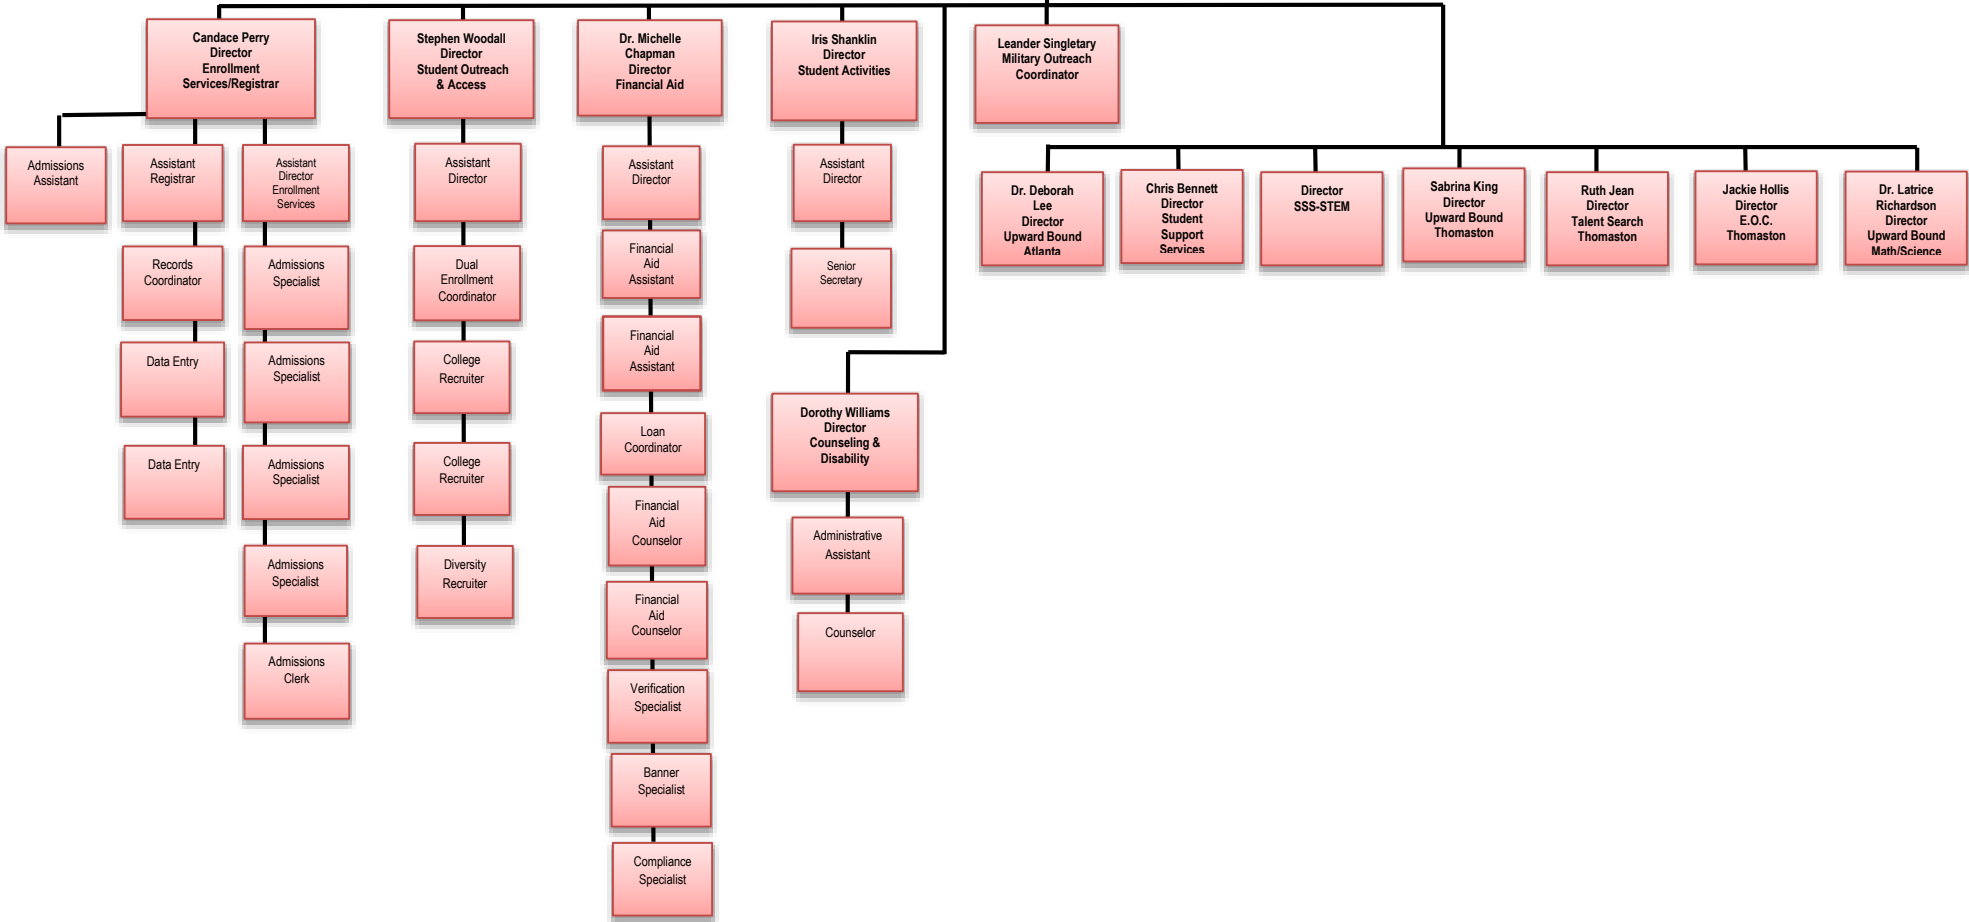 Candace Perry
Director
Enrollment
Services/Registrar
Stephen Woodall
Director
Student Outreach
& Access
Dr. Michelle
Chapman
Director
Financial Aid
Iris Shanklin
Director
Student Activities
Leander Singletary
Military Outreach
Coordinator
Admissions
Assistant
Assistant
Registrar
Assistant
Director
Enrollment
Services
Assistant
Director
Assistant
Director
Assistant
Director
Dr. Deborah
Lee
Director
Upward Bound
Atlanta
Chris Bennett
Director
Student
Support
Services
Director
SSS-STEM
Sabrina King
Director
Upward Bound
Thomaston
Ruth Jean
Director
Talent Search
Thomaston
Jackie Hollis
Director
E.O.C.
Thomaston
Dr. Latrice
Richardson
Director
Upward Bound
Math/Science
Records
Coordinator
Admissions
Specialist
Dual
Enrollment
Coordinator
Financial
Aid
Assistant
Senior
Secretary
Data Entry
Admissions
Specialist
College
Recruiter
Financial
Aid
Assistant
Dorothy Williams
Director
Counseling &
Disability
Data Entry
Admissions
Specialist
College
Recruiter
Loan
Coordinator
Financial
Aid
Counselor
Administrative
Assistant
Admissions
Specialist
Diversity
Recruiter
Financial
Aid
Counselor
Counselor
Admissions
Clerk
Verification
Specialist
Banner
Specialist
Compliance
Specialist